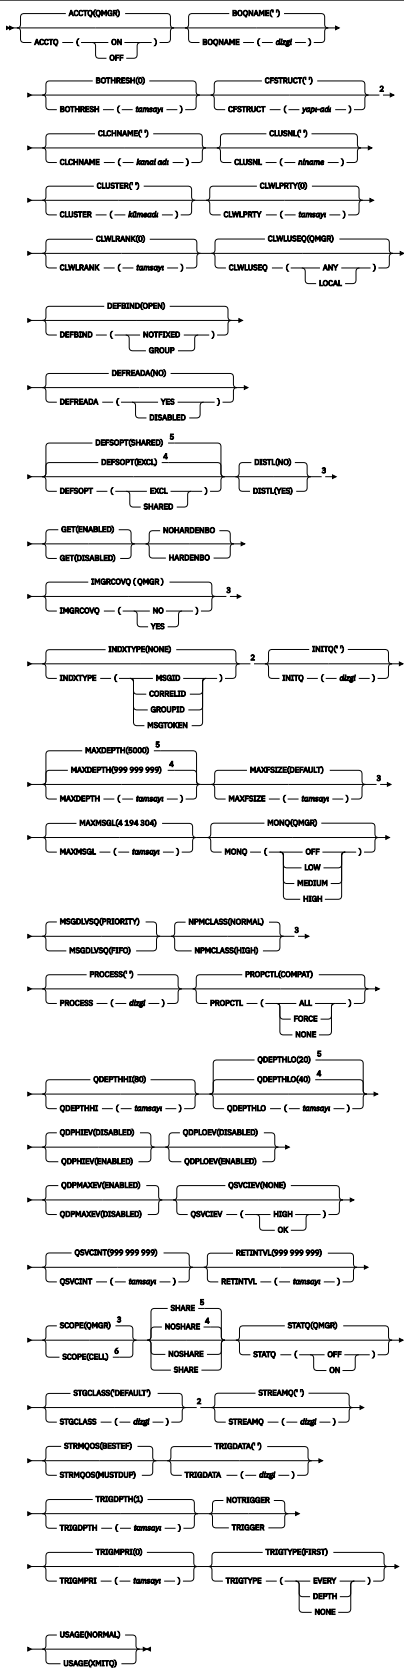 ACCTQ(QMGR) BOQNAME(' ')
ACCTQ ( ON ) BOQNAME ( dizgi )
OFF
BOTHRESH(0) CFSTRUCT(' ') 2
BOTHRESH ( tamsayı ) CFSTRUCT ( yapı-adı )
CLCHNAME(' ') CLUSNL(' ')
CLCHNAME ( kanal adı ) CLUSNL ( nlname )
CLUSTER(' ') CLWLPRTY(0)
CLUSTER ( kümeadı ) CLWLPRTY ( tamsayı )
CLWLRANK(0) CLWLUSEQ(QMGR)
CLWLRANK ( tamsayı ) CLWLUSEQ ( ANY )
LOCAL
DEFBIND(OPEN)
DEFBIND ( NOTFIXED )
GROUP
DEFREADA(NO)
DEFREADA ( YES )
DISABLED
DEFSOPT(SHARED) 5
DEFSOPT(EXCL) 4 DISTL(NO) 3
DEFSOPT ( EXCL ) DISTL(YES)
SHARED
GET(ENABLED) NOHARDENBO
GET(DISABLED) HARDENBO
IMGRCOVQ ( QMGR ) 3
IMGRCOVQ ( NO )
YES
INDXTYPE(NONE) 2 INITQ(' ')
INDXTYPE ( MSGID ) INITQ ( dizgi )
CORRELID
GROUPID
MSGTOKEN
MAXDEPTH(5000) 5
MAXDEPTH(999 999 999) 4 MAXFSIZE(DEFAULT) 3
MAXDEPTH ( tamsayı ) MAXFSIZE ( tamsayı )
MAXMSGL(4 194 304) MONQ(QMGR)
MAXMSGL ( tamsayı ) MONQ ( OFF )
LOW
MEDIUM
HIGH
MSGDLVSQ(PRIORITY) NPMCLASS(NORMAL) 3
MSGDLVSQ(FIFO) NPMCLASS(HIGH)
PROCESS(' ') PROPCTL(COMPAT)
PROCESS ( dizgi ) PROPCTL ( ALL )
FORCE
NONE
QDEPTHLO(20) 5
QDEPTHHI(80) QDEPTHLO(40) 4
QDEPTHHI ( tamsayı ) QDEPTHLO ( tamsayı )
QDPHIEV(DISABLED) QDPLOEV(DISABLED)
QDPHIEV(ENABLED) QDPLOEV(ENABLED)
QDPMAXEV(ENABLED) QSVCIEV(NONE)
QDPMAXEV(DISABLED) QSVCIEV ( HIGH )
OK
QSVCINT(999 999 999) RETINTVL(999 999 999)
QSVCINT ( tamsayı ) RETINTVL ( tamsayı )
SHARE 5
SCOPE(QMGR) 3 NOSHARE 4 STATQ(QMGR)
SCOPE(CELL) 6 NOSHARE STATQ ( OFF )
SHARE ON
STGCLASS('DEFAULT') 2 STREAMQ(' ')
STGCLASS ( dizgi ) STREAMQ ( dizgi )
STRMQOS(BESTEF) TRIGDATA(' ')
STRMQOS(MUSTDUP) TRIGDATA ( dizgi )
TRIGDPTH(1) NOTRIGGER
TRIGDPTH ( tamsayı ) TRIGGER
TRIGMPRI(0) TRIGTYPE(FIRST)
TRIGMPRI ( tamsayı ) TRIGTYPE ( EVERY )
DEPTH
NONE
USAGE(NORMAL)
USAGE(XMITQ)